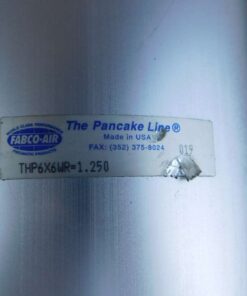 The Pancake Line®
Made in USA
FABCO-AIR
FAX: (352) 375-8024
019
THP6X6WR=1.250